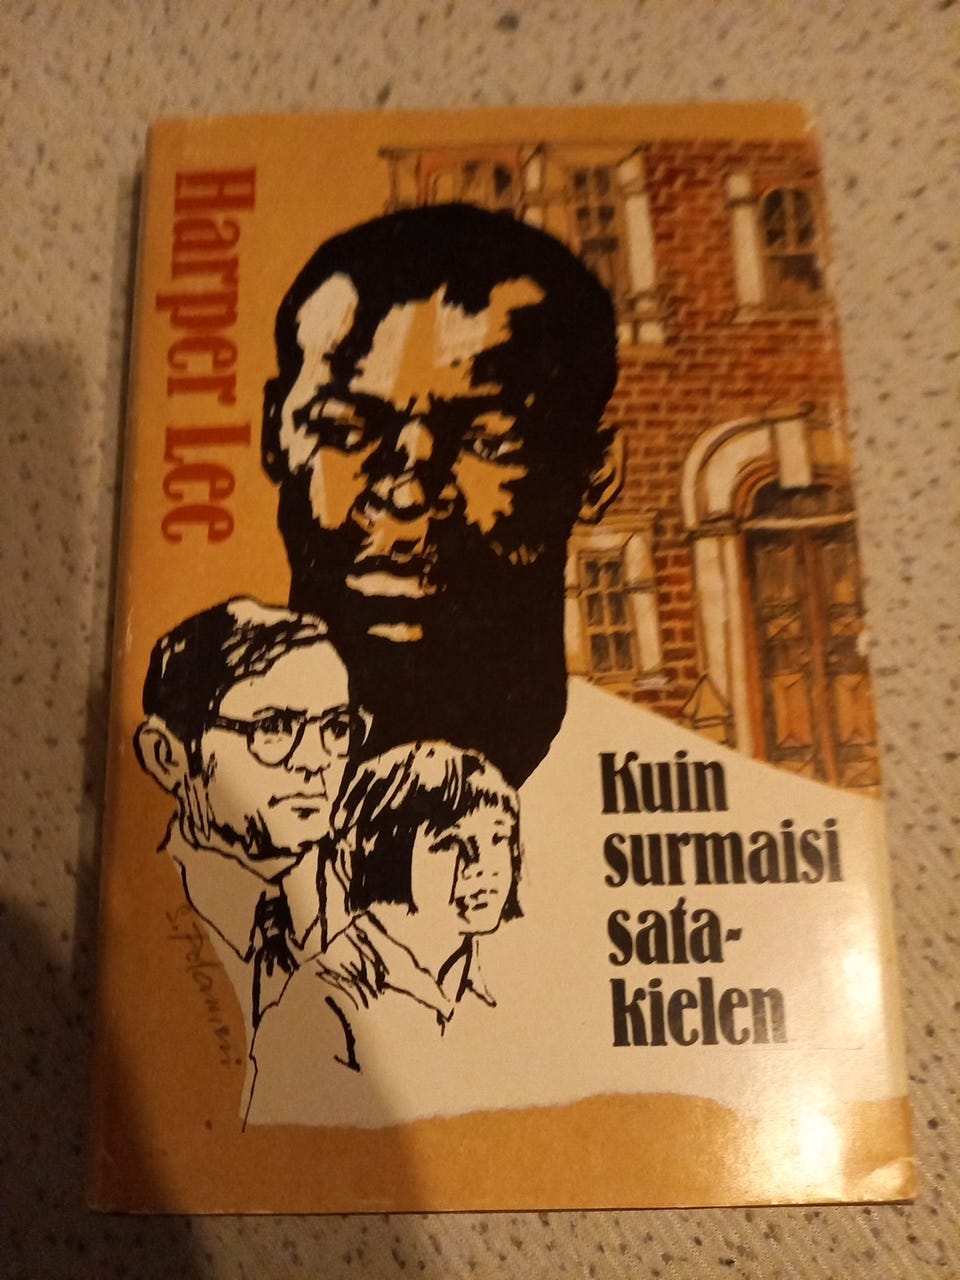 Harper Lee
Kuin
surmaisi
sata-
kielen